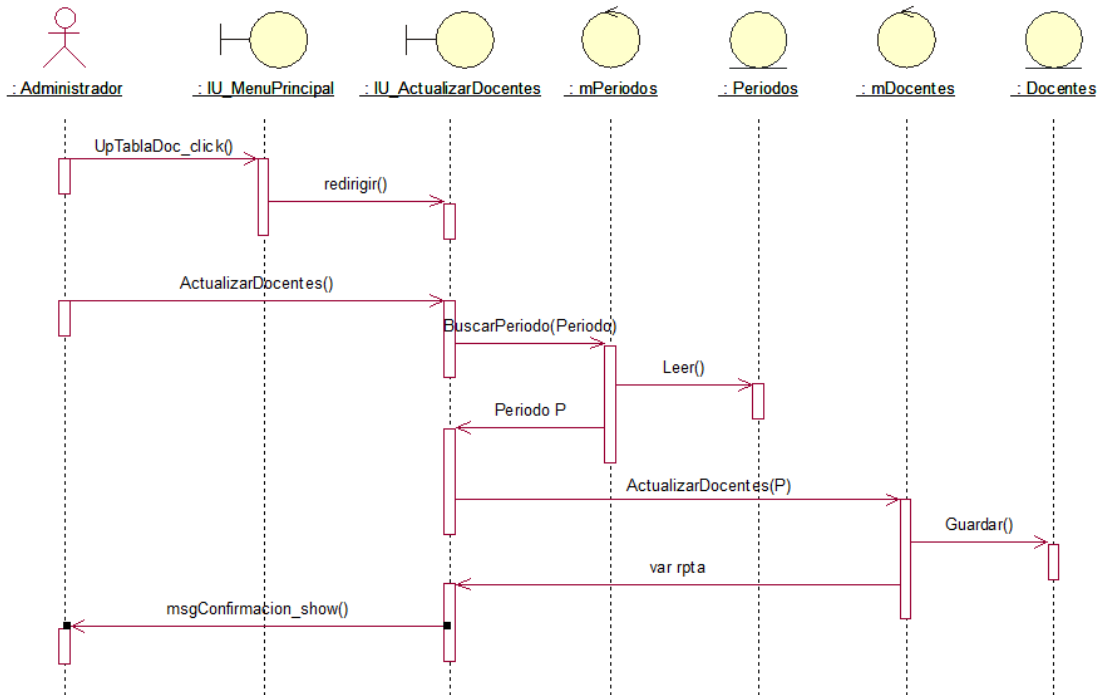 : Administrador
: IU_MenuPrincipal
: IU_ActualizarDocentes
: mPeriodos
: Periodos
: mDocentes
: Docentes
UpTablaDoc_click()
redirigir()
ActualizarDocentes()
BuscarPeriodo(Periodo)
Leer()
Periodo P
ActualizarDocentes(P)
Guardar()
var rpta
msgConfirmacion_show()